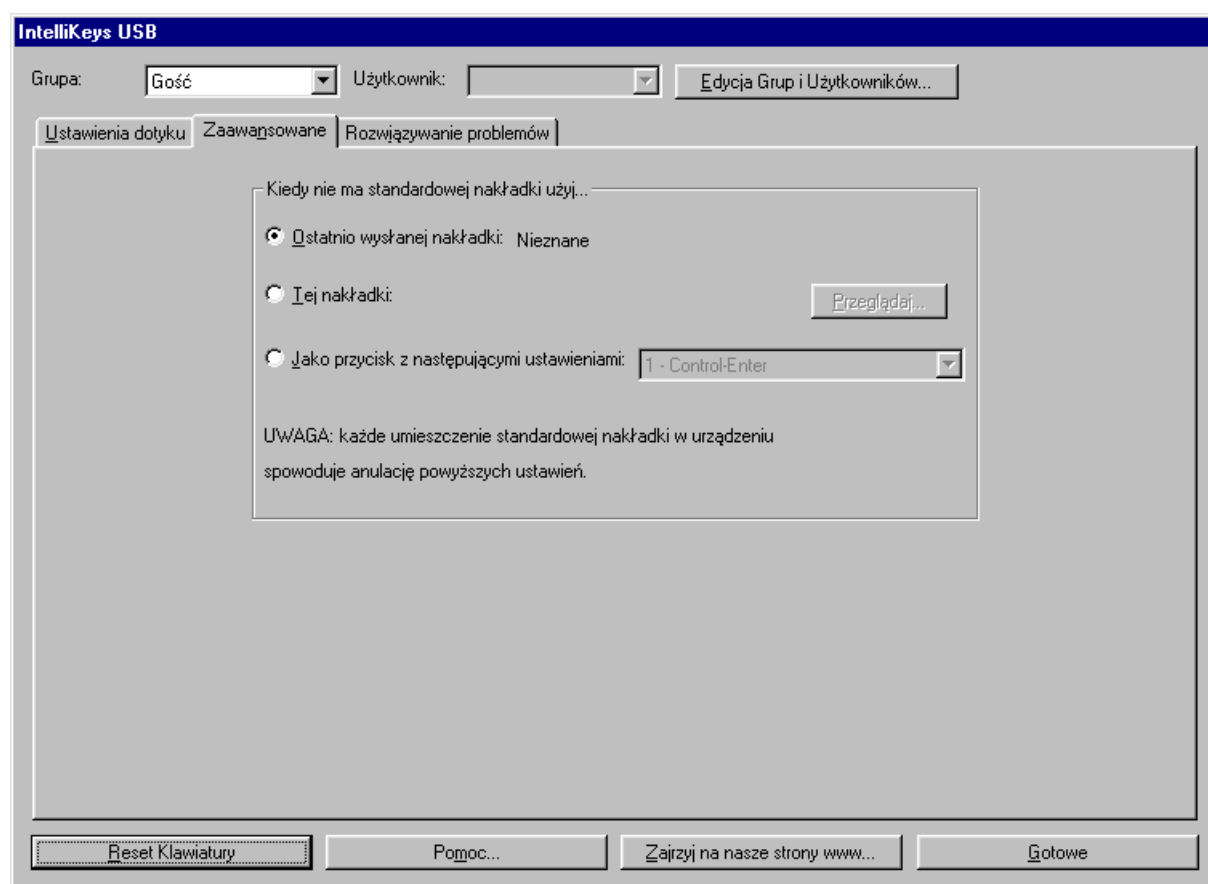 IntelliKeys USB
Grupa: Gość Użytkownik: Edycja Grup i Użytkowników...
Ustawienia dotyku Zaawansowane Rozwiązywanie problemów
Kiedy nie ma standardowej nakładki użyj...
Ostatnio wysłanej nakładki: Nieznane
Tej nakładki: Przeglądaj...
Jako przycisk z następującymi ustawieniami: 1 - Control-Enter
UWAGA: każde umieszczenie standardowej nakładki w urządzeniu
spowoduje anulację powyższych ustawień.
Reset Klawiatury Pomoc... Zajrzyj na nasze strony www... Gotowe